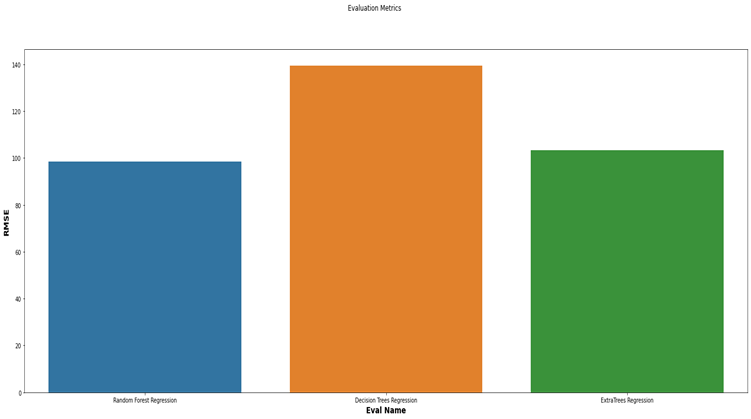 Evaluation Metrics
140
120
100
80
60
40
20
0
RMSE
Random Forest Regression
Decision Trees Regression
ExtraTrees Regression
Eval Name